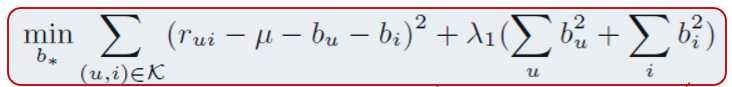 min_{b_*} ∑_{(u,i)∈𝒦} (r_{ui} − μ − b_u − b_i)^2 + λ_1(∑_u b_u^2 + ∑_i b_i^2)